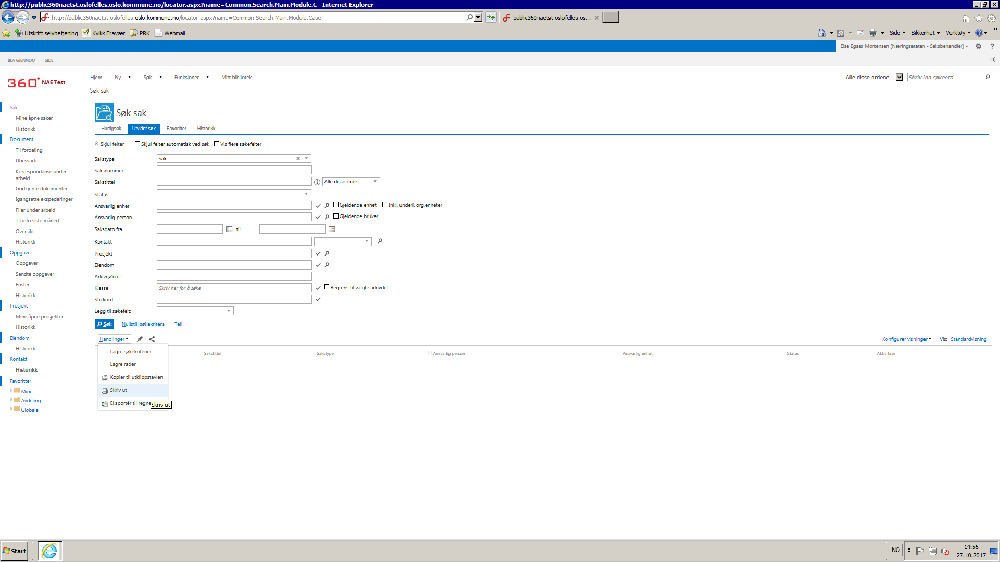 http://public360naetst.oslofelles.oslo.kommune.no/locator.aspx?name=Common.Search.Main.Module.C - Internet Explorer
http://public360naetst.oslofelles.oslo.kommune.no/locator.aspx?name=Common.Search.Main.Module.Case
public360naetst.oslofelles.os...
Utskrift selvbetjening Kvikk Fravær PRK Webmail
Side Sikkerhet Verktøy
Else Egaas Mortensen (Næringsetaten - Saksbehandler)
BLA GJENNOM SIDE
360° NAE Test
Hjem Ny Søk Funksjoner Mitt bibliotek
Alle disse ordene Skriv inn søkeord
Søk sak
Søk sak
Hurtigsøk Utvidet søk Favoritter Historikk
Skjul felter Skjul felter automatisk ved søk Vis flere søkefelter
Sakstype Sak
Saksnummer
Sakstittel Alle disse orde...
Status
Ansvarlig enhet Gjeldende enhet Inkl. underl. org.enheter
Ansvarlig person Gjeldende bruker
Saksdato fra til
Kontakt
Prosjekt
Eiendom
Arkivnøkkel
Klasse Skriv her for å søke Begrens til valgte arkivdel
Stikkord
Legg til søkefelt:
Søk Nullstill søkekritera Tell
Handlinger Konfigurer visninger Vis: Standardvisning
Sakstittel Sakstype Ansvarlig person Ansvarlig enhet Status Aktiv fase
Lagre søkekriterier
Lagre rader
Kopier til utklippstavlen
Skriv ut
Eksportér til regne
Skriv ut
Sak
Mine åpne saker
Historikk
Dokument
Til fordeling
Ubesvarte
Korrespondanse under
arbeid
Godkjente dokumenter
Igangsatte ekspederinger
Filer under arbeid
Til info siste måned
Oversikt
Historikk
Oppgaver
Oppgaver
Sendte oppgaver
Frister
Historikk
Prosjekt
Mine åpne prosjekter
Historikk
Eiendom
Historikk
Kontakt
Historikk
Favoritter
Mine
Avdeling
Globale
Start
NO
14:56
27.10.2017